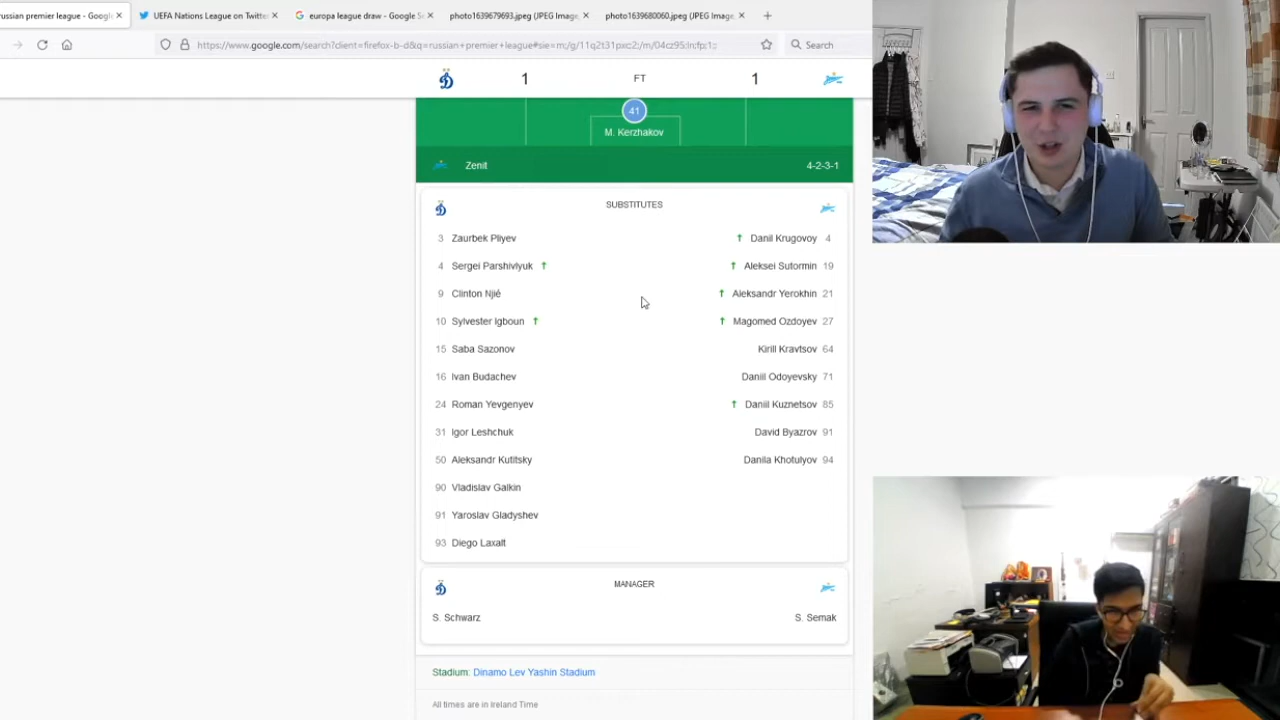 russian premier league - Google
UEFA Nations League on Twitter
europa league draw - Google S
photo1639679693.jpeg (JPEG Image,
photo1639680060.jpeg (JPEG Image,
Search
1 FT 1
41
M. Kerzhakov
Zenit 4-2-3-1
SUBSTITUTES
3 Zaurbek Pliyev Danil Krugovoy 4
4 Sergei Parshivlyuk Aleksei Sutormin 19
9 Clinton Njié Aleksandr Yerokhin 21
10 Sylvester Igboun Magomed Ozdoyev 27
15 Saba Sazonov Kirill Kravtsov 64
16 Ivan Budachev Daniil Odoyevsky 71
24 Roman Yevgenyev Daniil Kuznetsov 85
31 Igor Leshchuk David Byazrov 91
50 Aleksandr Kutitsky Danila Khotulyov 94
90 Vladislav Galkin
91 Yaroslav Gladyshev
93 Diego Laxalt
MANAGER
S. Schwarz S. Semak
Stadium: Dinamo Lev Yashin Stadium
All times are in Ireland Time